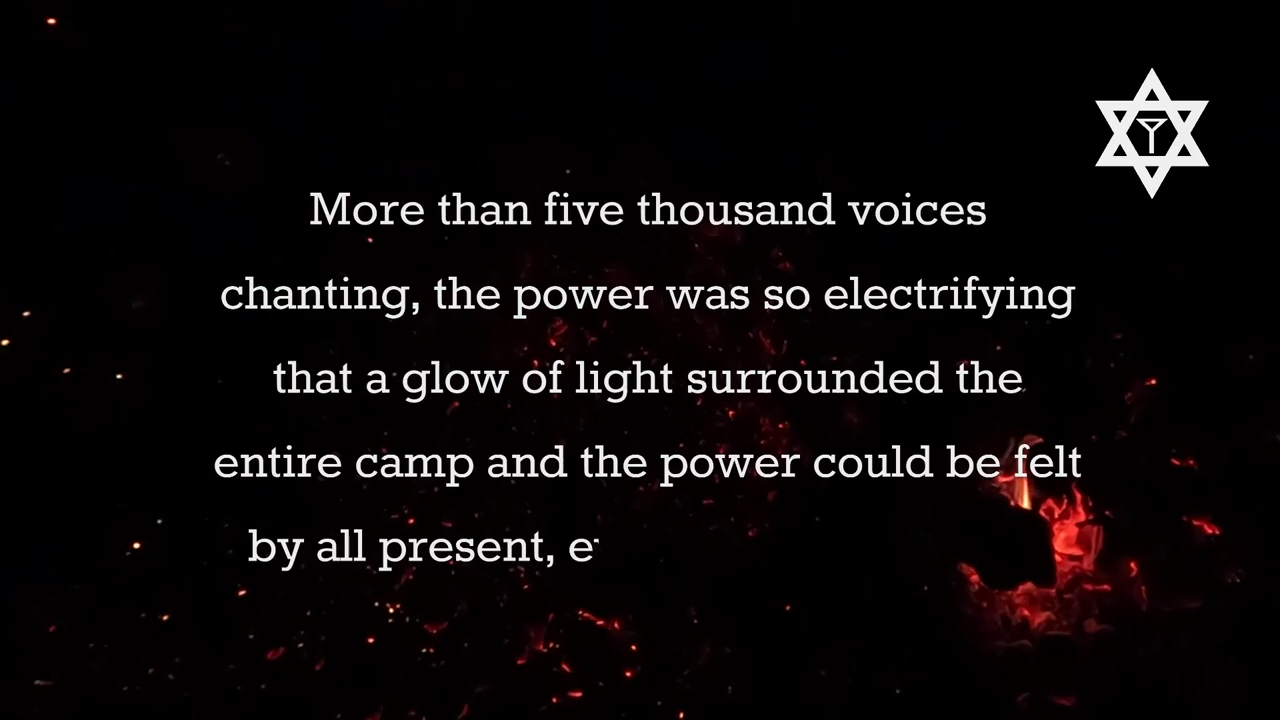 More than five thousand voices
chanting, the power was so electrifying
that a glow of light surrounded the
entire camp and the power could be felt
by all present,